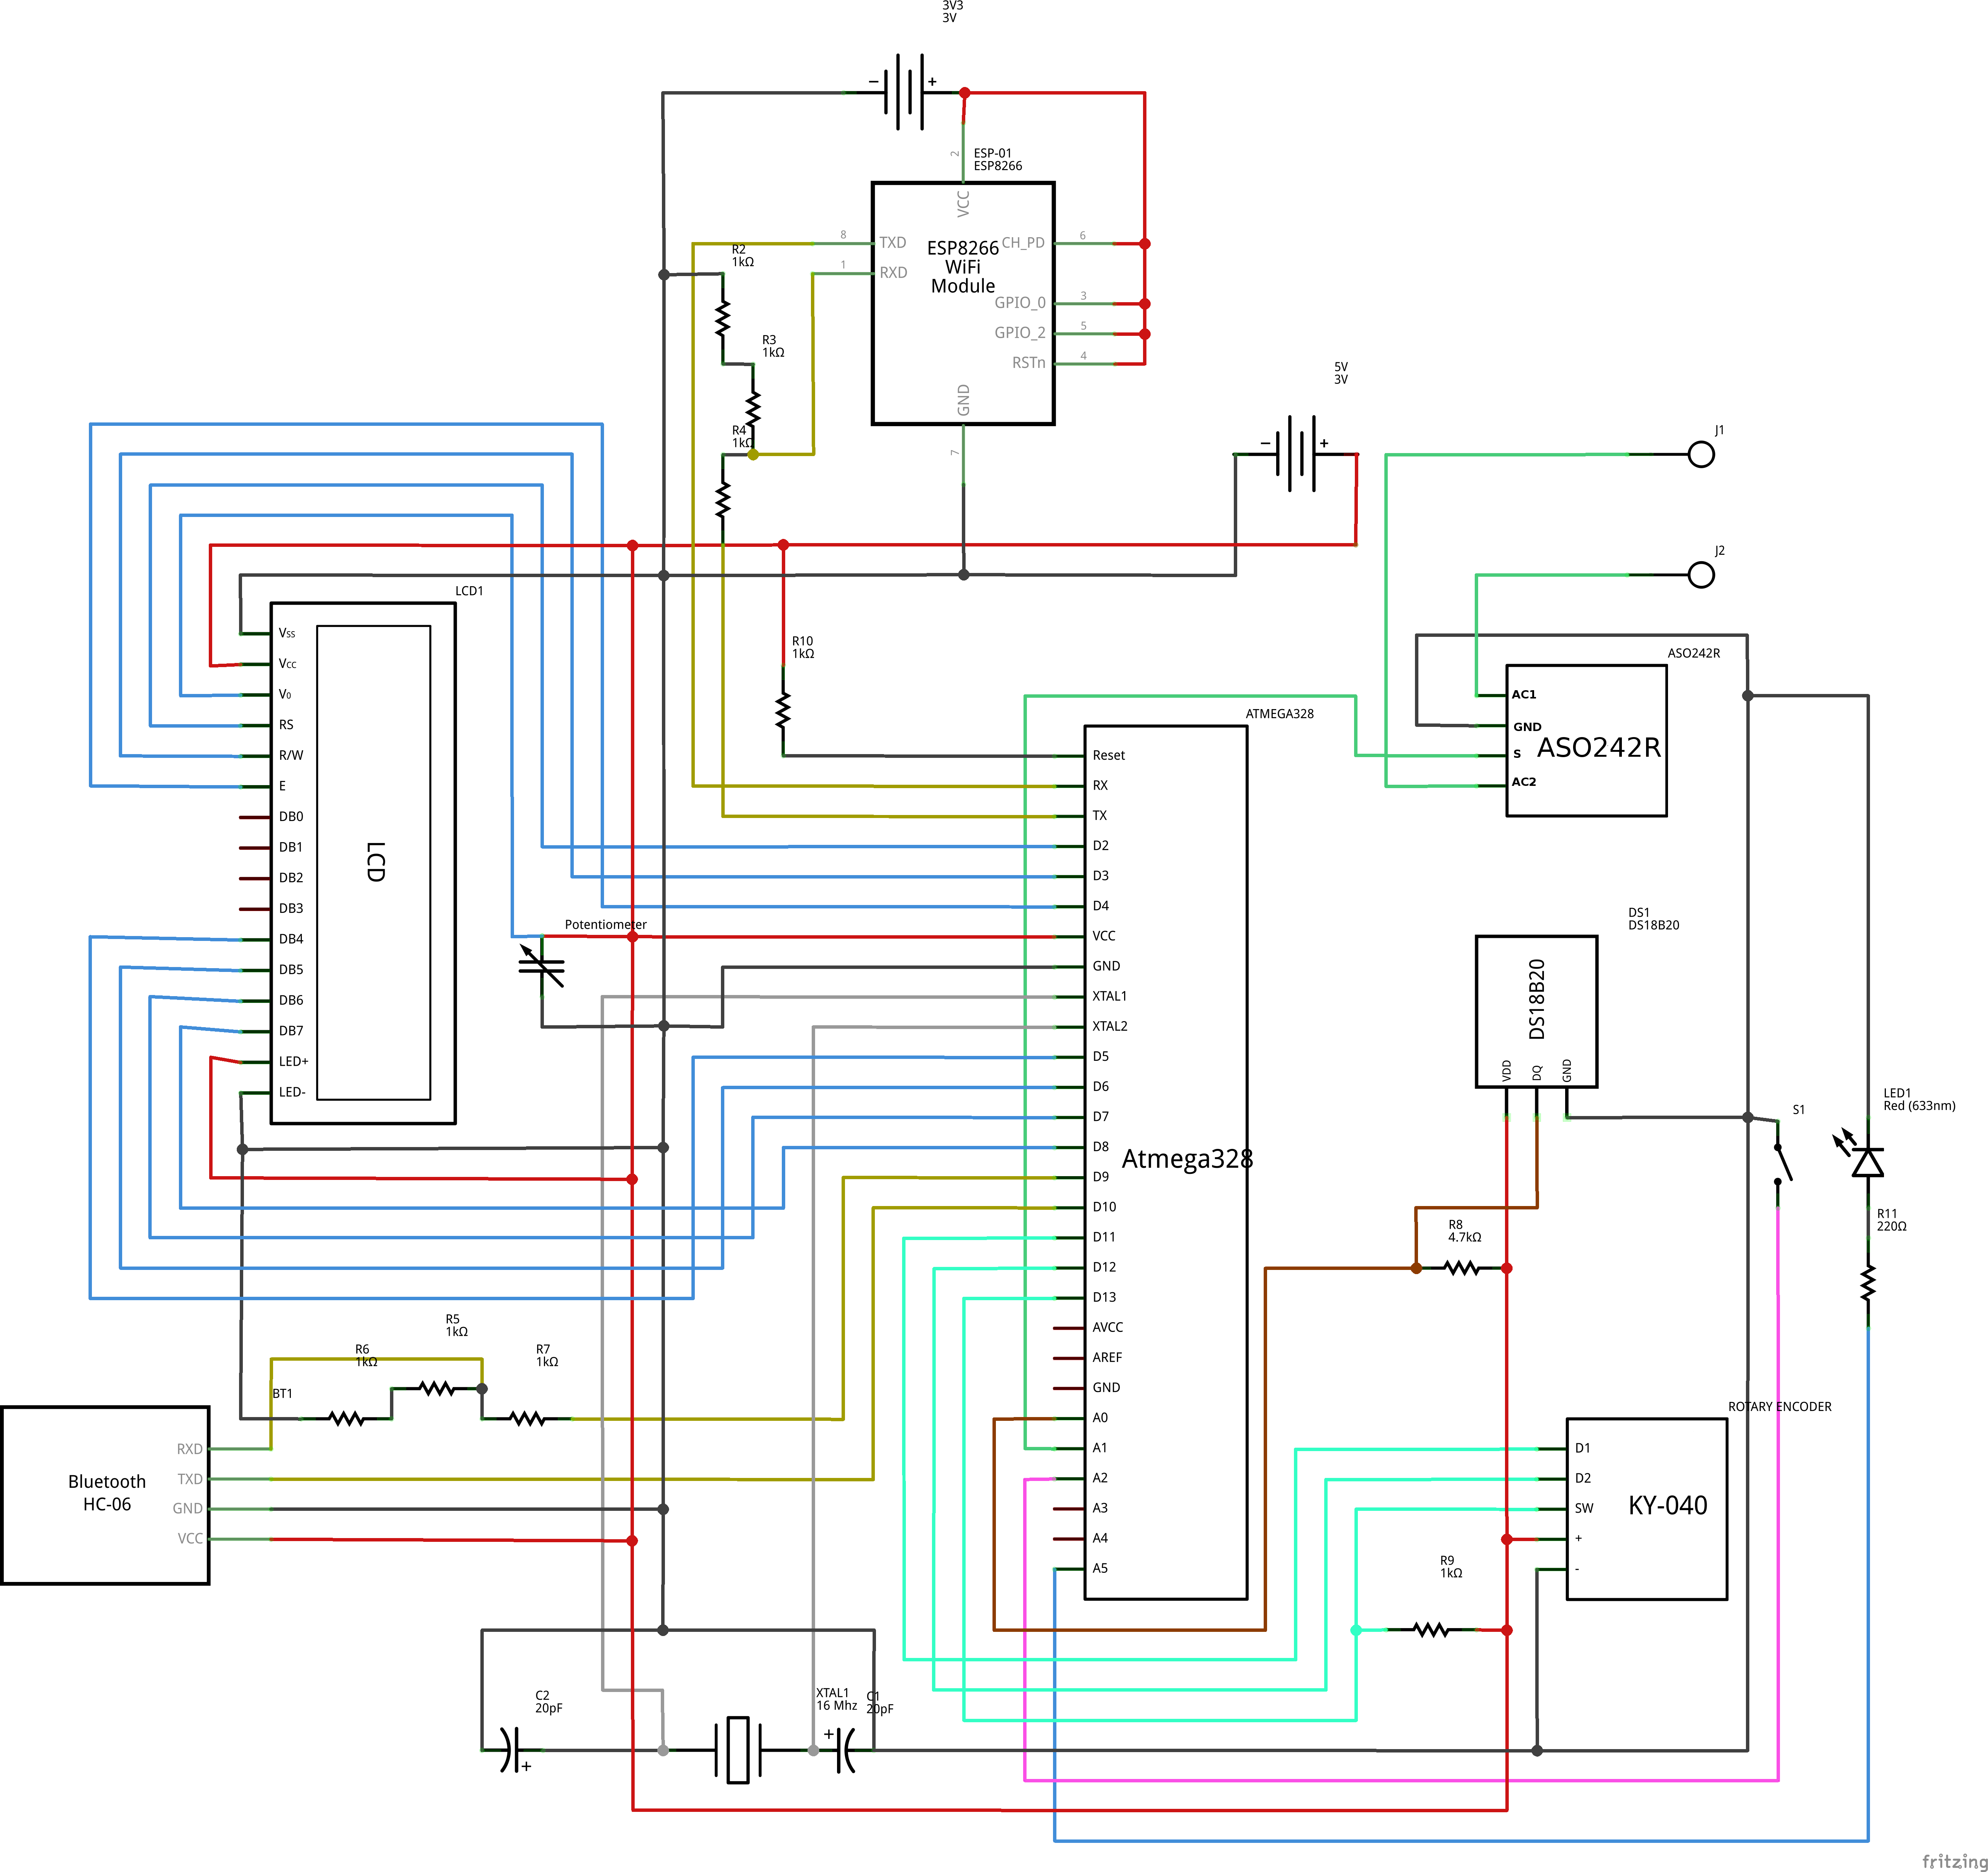 3V3
3V
−
+
2
ESP-01
ESP8266
VCC
8
TXD
ESP8266
WiFi
Module
CH_PD
6
1
RXD
GPIO_0
3
GPIO_2
5
RSTn
4
GND
7
R2
1kΩ
R3
1kΩ
R4
1kΩ
5V
3V
−
+
J1
J2
LCD1
Vss
Vcc
V0
RS
R/W
E
DB0
DB1
DB2
DB3
DB4
DB5
DB6
DB7
LED+
LED-
LCD
R10
1kΩ
Potentiometer
ATMEGA328
Reset
RX
TX
D2
D3
D4
VCC
GND
XTAL1
XTAL2
D5
D6
D7
D8
D9
D10
D11
D12
D13
AVCC
AREF
GND
A0
A1
A2
A3
A4
A5
Atmega328
ASO242R
AC1
GND
S
AC2
ASO242R
DS1
DS18B20
DS18B20
VDD
DQ
GND
S1
LED1
Red (633nm)
R11
220Ω
R8
4.7kΩ
R5
1kΩ
R6
1kΩ
R7
1kΩ
BT1
RXD
TXD
GND
VCC
Bluetooth
HC-06
ROTARY ENCODER
D1
D2
SW
+
-
KY-040
R9
1kΩ
C2
20pF
+
XTAL1
16 Mhz
C1
20pF
+
fritzing